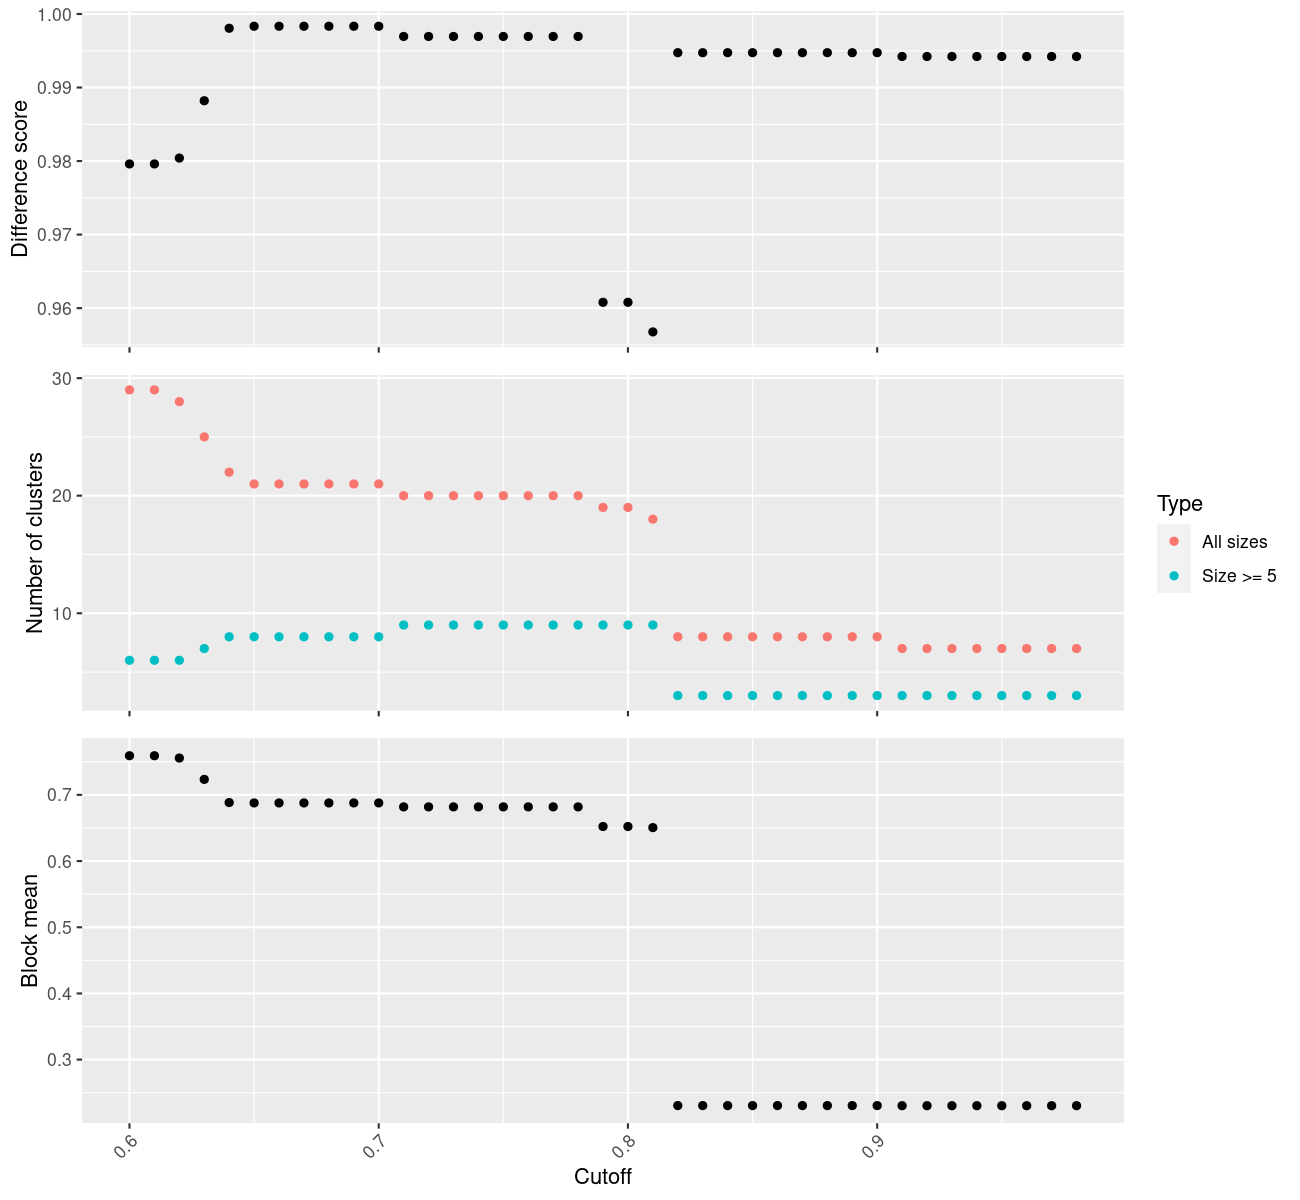 Difference score
1.00
0.99
0.98
0.97
0.96
Number of clusters
30
20
10
Type
All sizes
Size >= 5
Block mean
0.7
0.6
0.5
0.4
0.3
0.6 0.7 0.8 0.9
Cutoff